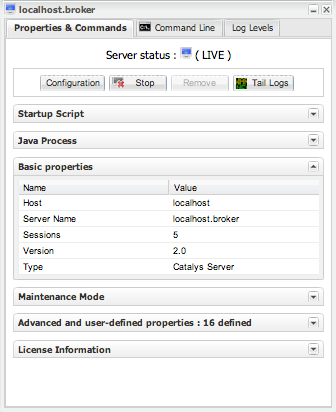 localhost.broker
Properties & Commands Command Line Log Levels
Server status : ( LIVE )
Configuration Stop Remove Tail Logs
Startup Script
Java Process
Basic properties
Name Value
Host localhost
Server Name localhost.broker
Sessions 5
Version 2.0
Type Catalys Server
Maintenance Mode
Advanced and user-defined properties : 16 defined
License Information